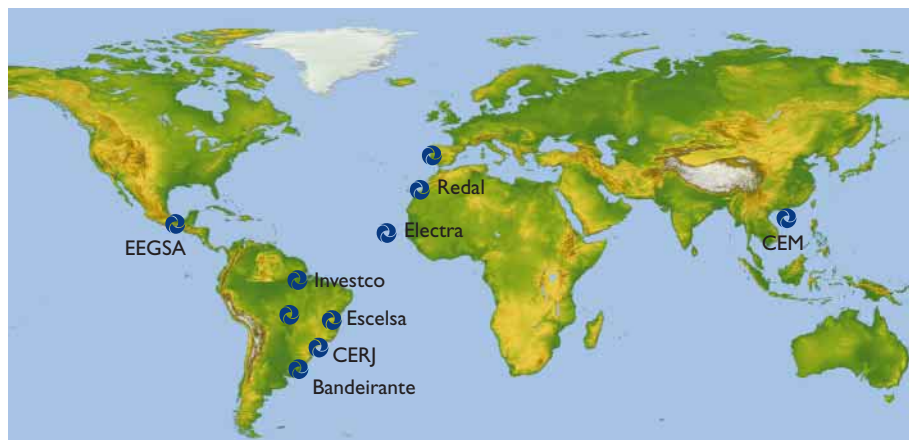 Redal
EEGSA
Electra
CEM
Investco
Escelsa
CERJ
Bandeirante